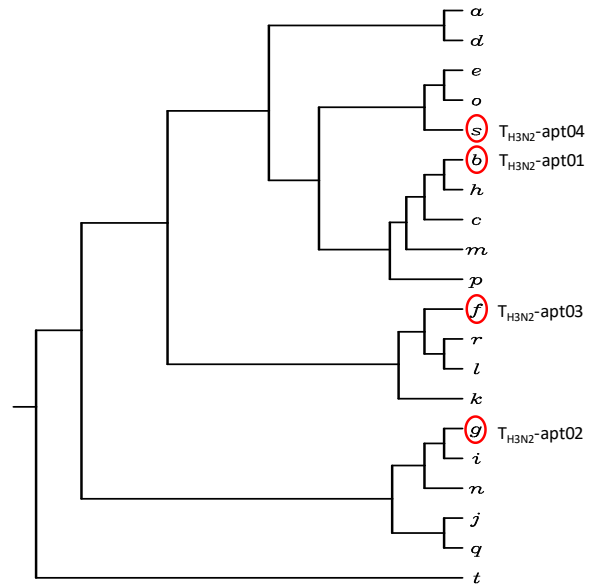 a
d
e
o
s T_H3N2-apt04
b T_H3N2-apt01
h
c
m
p
f T_H3N2-apt03
r
l
k
g T_H3N2-apt02
i
n
j
q
t